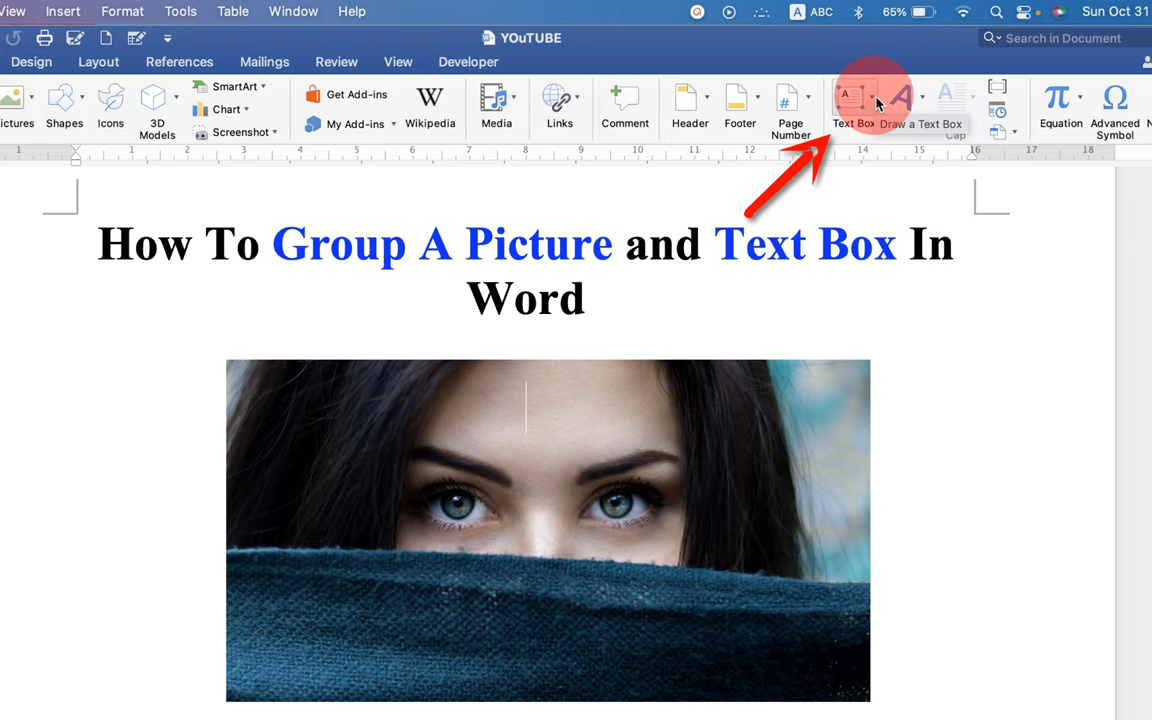 View Insert Format Tools Table Window Help A ABC 65% Sun Oct 31
YOuTUBE Search in Document
Design Layout References Mailings Review View Developer
SmartArt Get Add-ins W A A A π Ω
Chart
ictures Shapes Icons 3D Models My Add-ins Wikipedia Media Links Comment Header Footer Page Number Text Box Draw a Text Box Equation Advanced Symbol N
Screenshot #
Cap
1 1 2 3 4 5 6 7 8 9 10 11 12 14 15 16 17 18
How To Group A Picture and Text Box In
Word